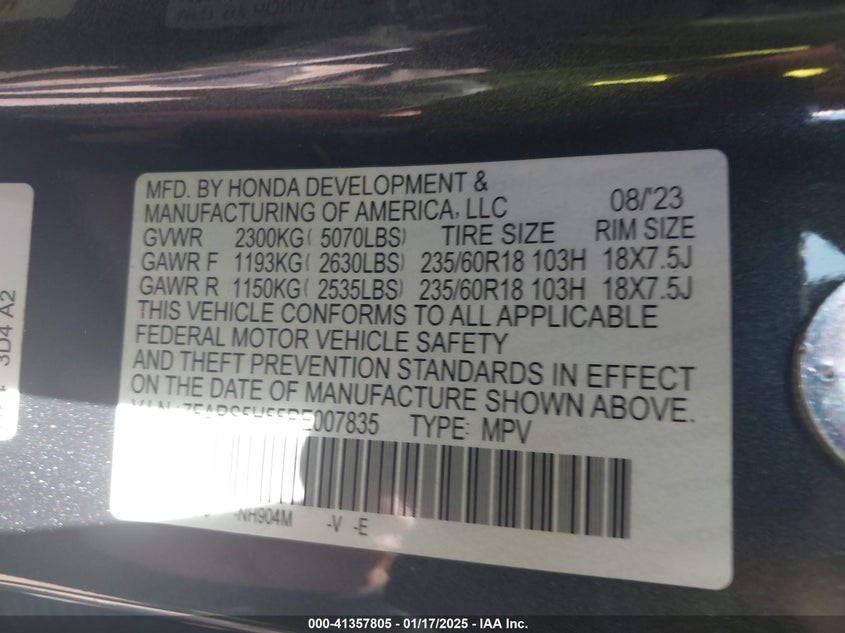 MFD. BY HONDA DEVELOPMENT &
MANUFACTURING OF AMERICA, LLC 08/'23
GVWR 2300KG( 5070LBS) TIRE SIZE RIM SIZE
GAWR F 1193KG( 2630LBS) 235/60R18 103H 18X7.5J
GAWR R 1150KG( 2535LBS) 235/60R18 103H 18X7.5J
THIS VEHICLE CONFORMS TO ALL APPLICABLE
FEDERAL MOTOR VEHICLE SAFETY
AND THEFT PREVENTION STANDARDS IN EFFECT
ON THE DATE OF MANUFACTURE SHOWN ABOVE.
TYPE: MPV
-NH904M -V -E
3D4 A2
000-41357805 - 01/17/2025 - IAA Inc.